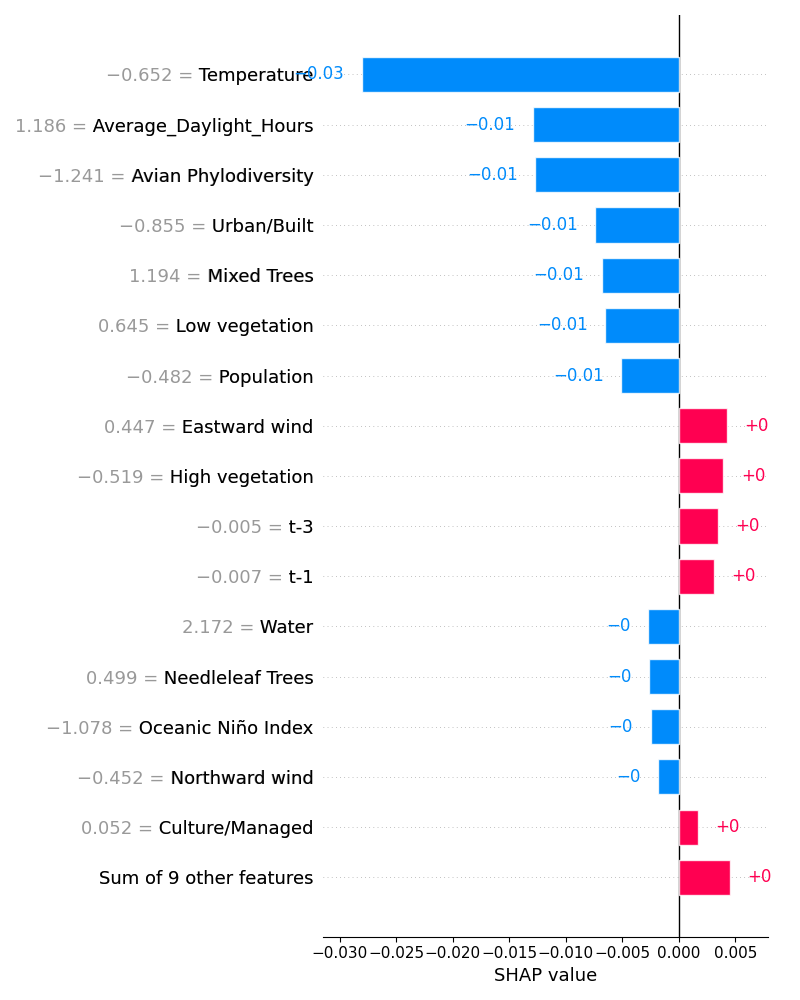 −0.652 = Temperature −0.03
1.186 = Average_Daylight_Hours −0.01
−1.241 = Avian Phylodiversity −0.01
−0.855 = Urban/Built −0.01
1.194 = Mixed Trees −0.01
0.645 = Low vegetation −0.01
−0.482 = Population −0.01
0.447 = Eastward wind +0
−0.519 = High vegetation +0
−0.005 = t-3 +0
−0.007 = t-1 +0
2.172 = Water −0
0.499 = Needleleaf Trees −0
−1.078 = Oceanic Niño Index −0
−0.452 = Northward wind −0
0.052 = Culture/Managed +0
Sum of 9 other features +0
−0.030 −0.025 −0.020 −0.015 −0.010 −0.005 0.000 0.005
SHAP value